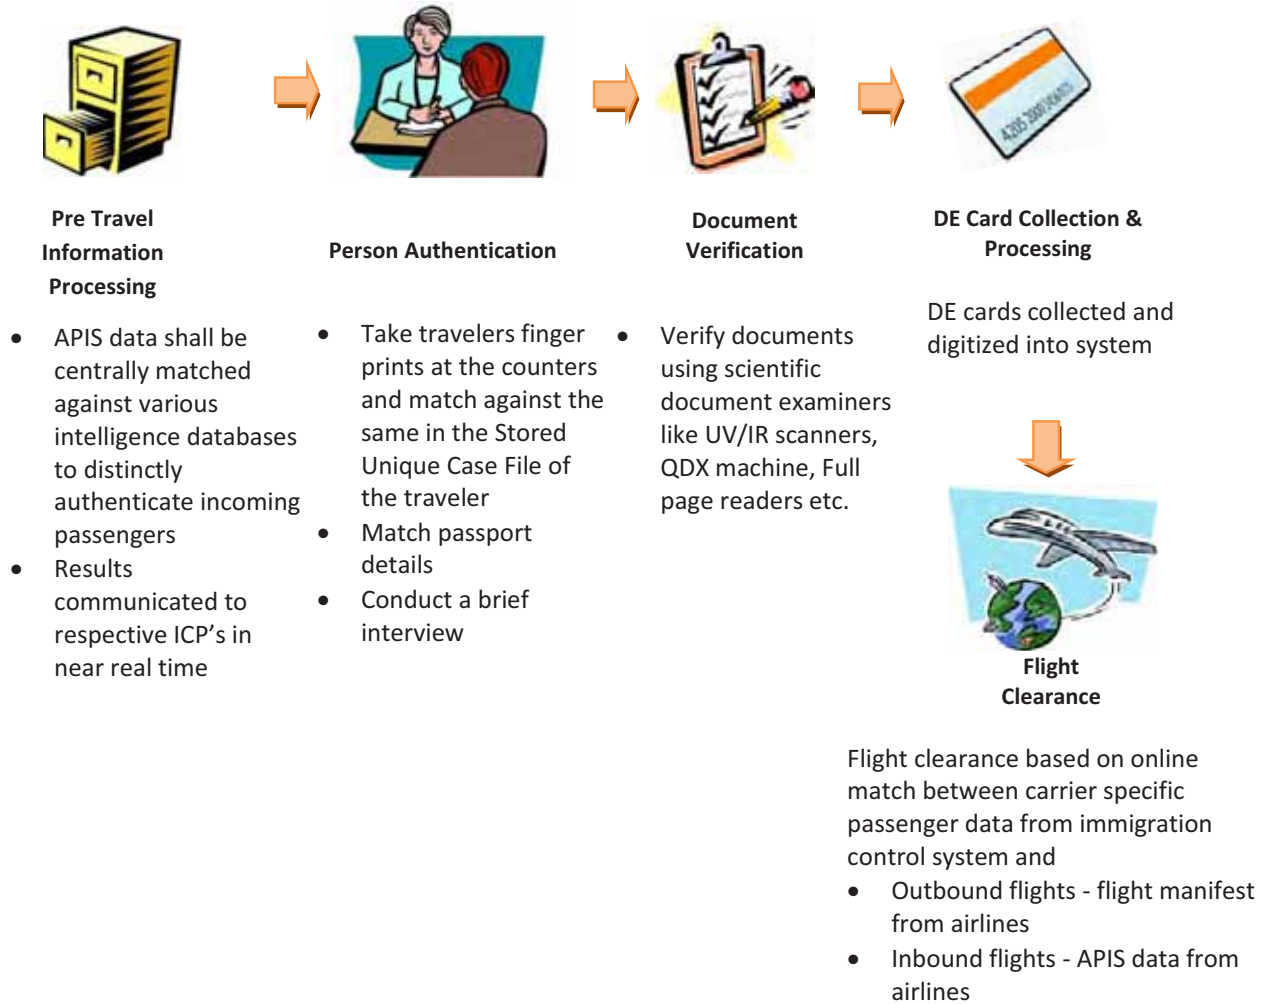 Pre Travel
Information
Processing
• APIS data shall be
centrally matched
against various
intelligence databases
to distinctly
authenticate incoming
passengers
• Results
communicated to
respective ICP's in
near real time
Person Authentication
• Take travelers finger
prints at the counters
and match against the
same in the Stored
Unique Case File of
the traveler
• Match passport
details
• Conduct a brief
interview
Document
Verification
• Verify documents
using scientific
document examiners
like UV/IR scanners,
QDX machine, Full
page readers etc.
DE Card Collection &
Processing
DE cards collected and
digitized into system
Flight
Clearance
Flight clearance based on online
match between carrier specific
passenger data from immigration
control system and
• Outbound flights - flight manifest
from airlines
• Inbound flights - APIS data from
airlines